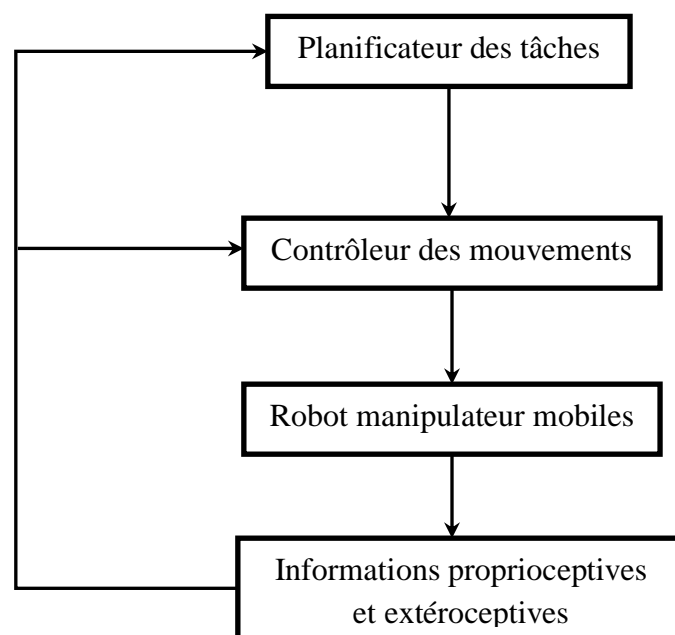 Planificateur des tâches
Contrôleur des mouvements
Robot manipulateur mobiles
Informations proprioceptives
et extéroceptives